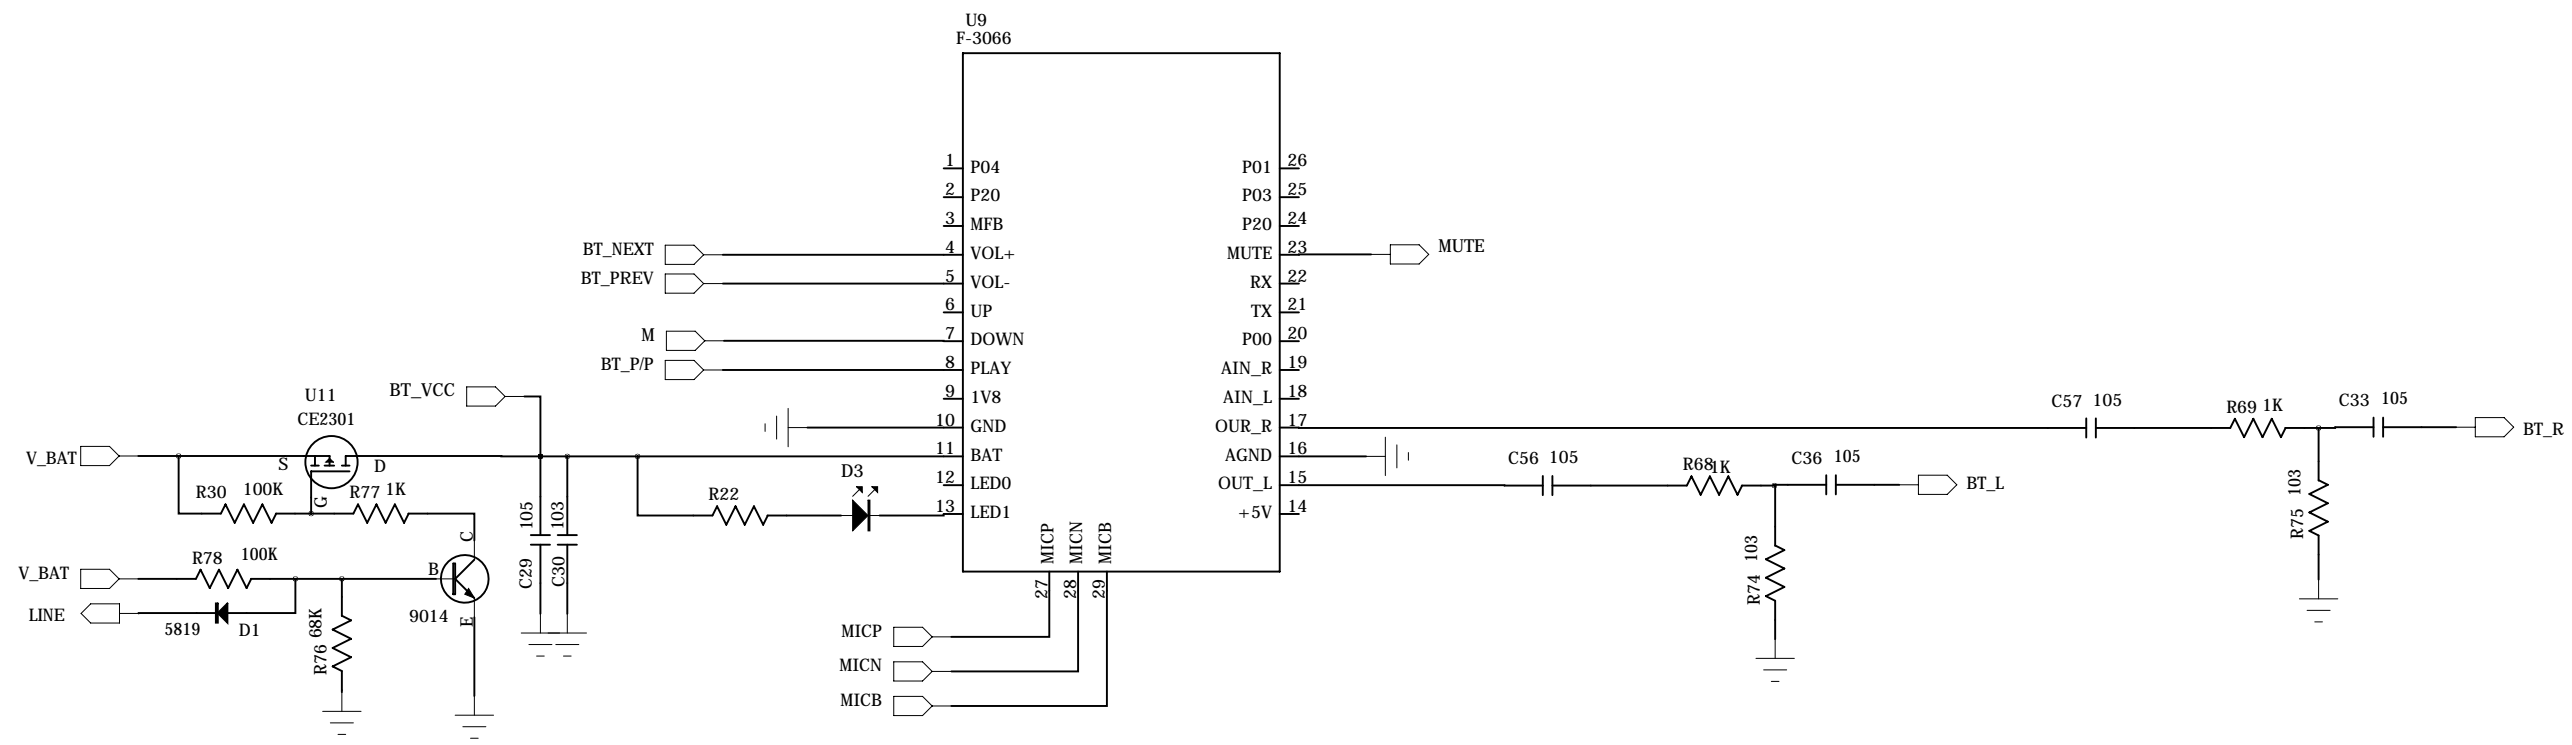 U9
F-3066
1 P04
2 P20
3 MFB
BT_NEXT 4 VOL+
BT_PREV 5 VOL-
6 UP
M 7 DOWN
BT_P/P 8 PLAY
9 1V8
10 GND
11 BAT
12 LED0
13 LED1
P01 26
P03 25
P20 24
MUTE 23 MUTE
RX 22
TX 21
P00 20
AIN_R 19
AIN_L 18
OUR_R 17
AGND 16
OUT_L 15
+5V 14
MICP 27
MICN 28
MICB 29
MICP
MICN
MICB
BT_VCC
U11
CE2301
V_BAT
S D
G
R30 100K
R77 1K
R78 100K
V_BAT
LINE
5819 D1
R76 68K
B
C
E
9014
C29 105
C30 103
R22
D3
C57 105
R69 1K
C33 105
BT_R
R75 103
C56 105
R68 1K
C36 105
BT_L
R74 103